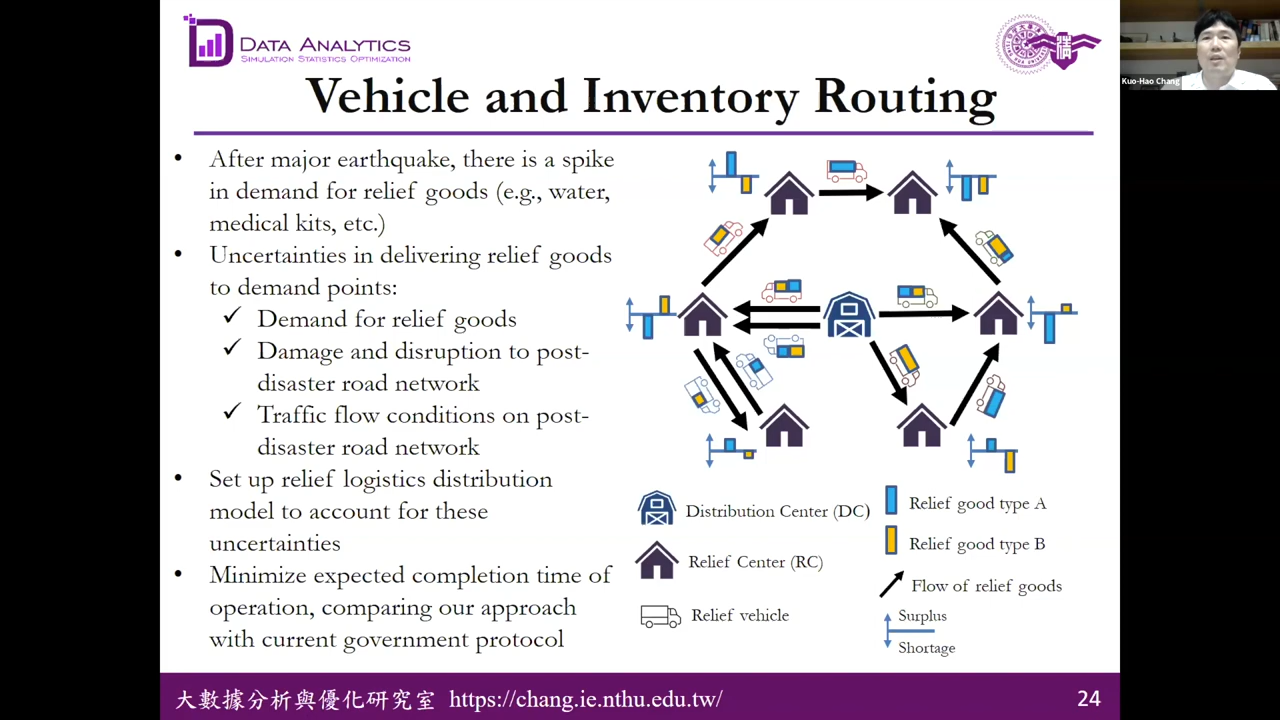 DATA ANALYTICS
SIMULATION STATISTICS OPTIMIZATION
Kuo-Hao Chang
Vehicle and Inventory Routing
• After major earthquake, there is a spike
in demand for relief goods (e.g., water,
medical kits, etc.)
• Uncertainties in delivering relief goods
to demand points:
✓ Demand for relief goods
✓ Damage and disruption to post-
disaster road network
✓ Traffic flow conditions on post-
disaster road network
• Set up relief logistics distribution
model to account for these
uncertainties
• Minimize expected completion time of
operation, comparing our approach
with current government protocol
Distribution Center (DC)
Relief Center (RC)
Relief vehicle
Relief good type A
Relief good type B
Flow of relief goods
Surplus
Shortage
大數據分析與優化研究室 https://chang.ie.nthu.edu.tw/
24